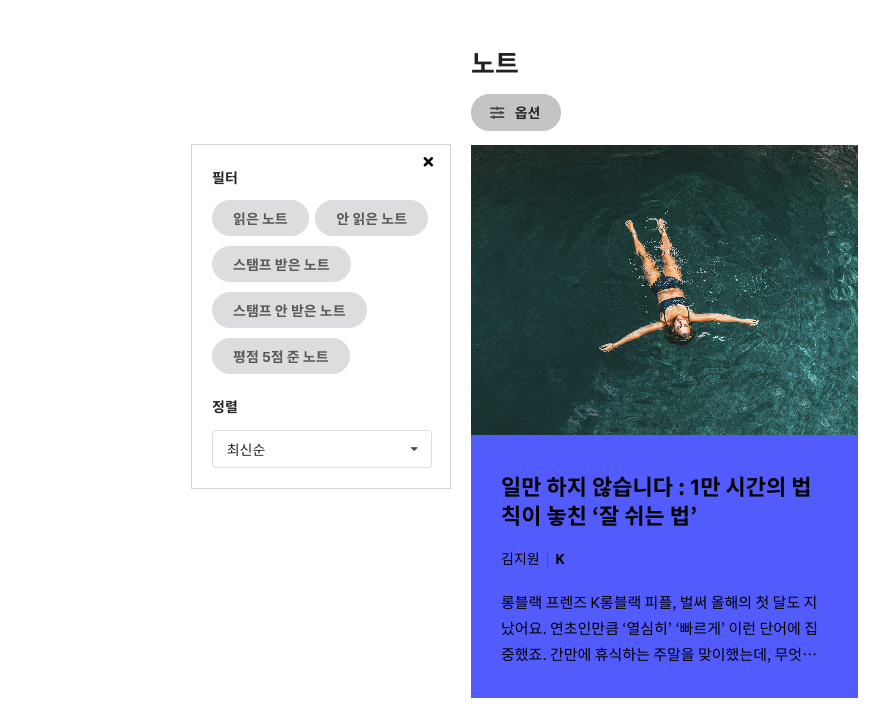 노트
옵션
필터
읽은 노트
안 읽은 노트
스탬프 받은 노트
스탬프 안 받은 노트
평점 5점 준 노트
정렬
최신순
일만 하지 않습니다 : 1만 시간의 법
칙이 놓친 ‘잘 쉬는 법’
김지원 | K
롱블랙 프렌즈 K롱블랙 피플, 벌써 올해의 첫 달도 지
났어요. 연초인만큼 ‘열심히’ ‘빠르게’ 이런 단어에 집
중했죠. 간만에 휴식하는 주말을 맞이했는데, 무엇…